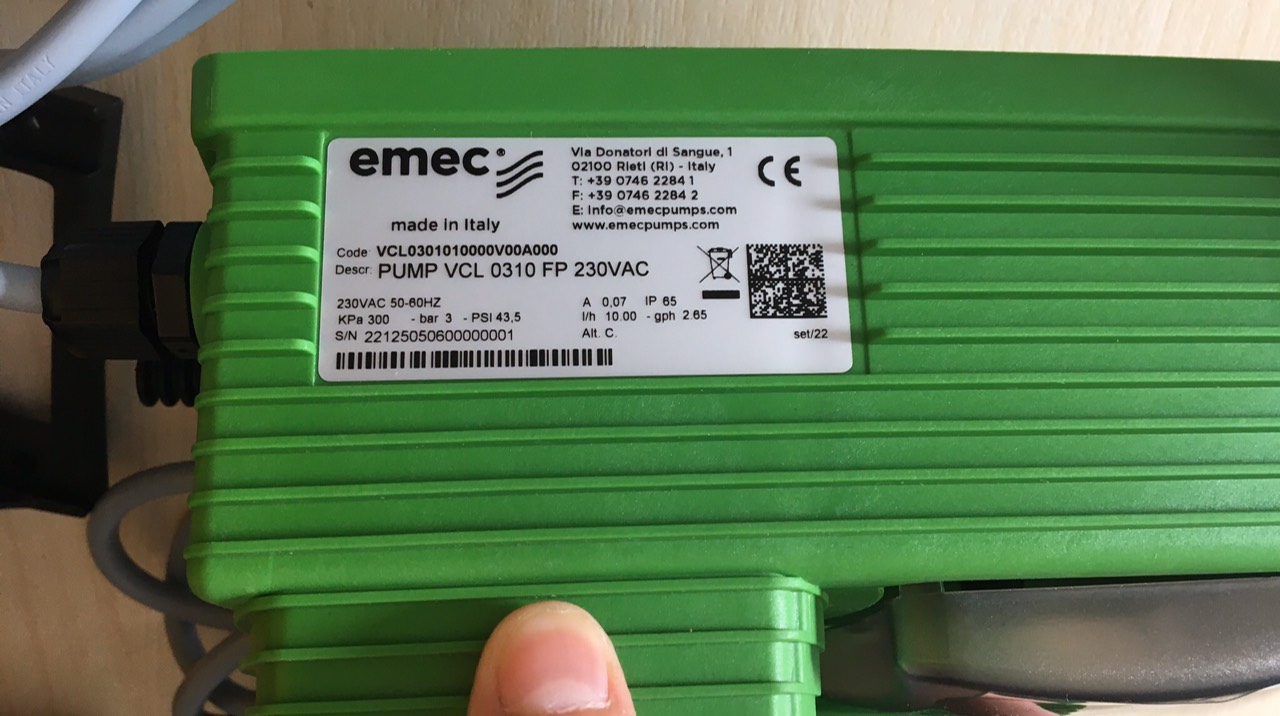 emec®
Via Donatori di Sangue, 1
02100 Rieti (RI) - Italy
T: +39 0746 2284 1
F: +39 0746 2284 2
E: info@emecpumps.com
www.emecpumps.com
CE
made in Italy
Code: VCL0301010000V00A000
Descr: PUMP VCL 0310 FP 230VAC
230VAC 50-60HZ A 0,07 IP 65
KPa 300 - bar 3 - PSI 43,5 l/h 10.00 - gph 2.65
S/N 22125050600000001 Alt. C. set/22
ITALY